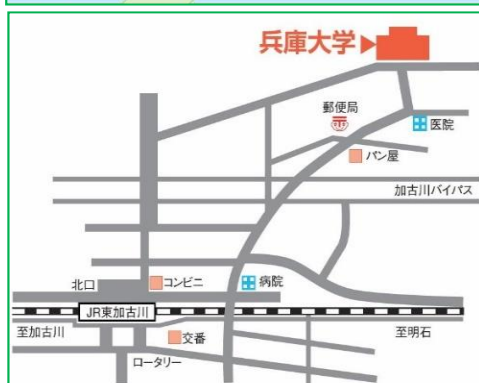 兵庫大学
郵便局
医院
パン屋
加古川バイパス
北口
コンビニ
病院
JR東加古川
至加古川
交番
至明石
ロータリー